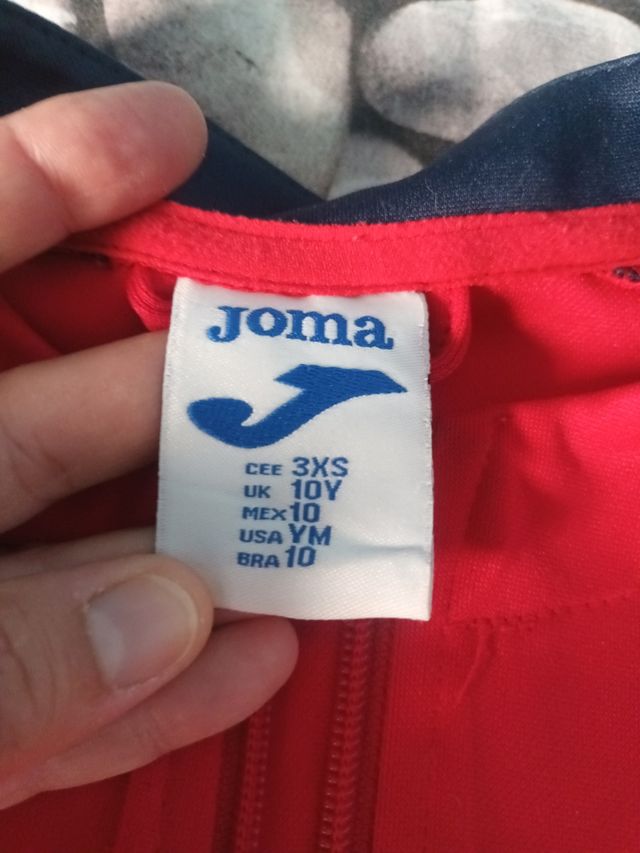 Joma
CEE 3XS
UK 10Y
MEX 10
USA YM
BRA 10